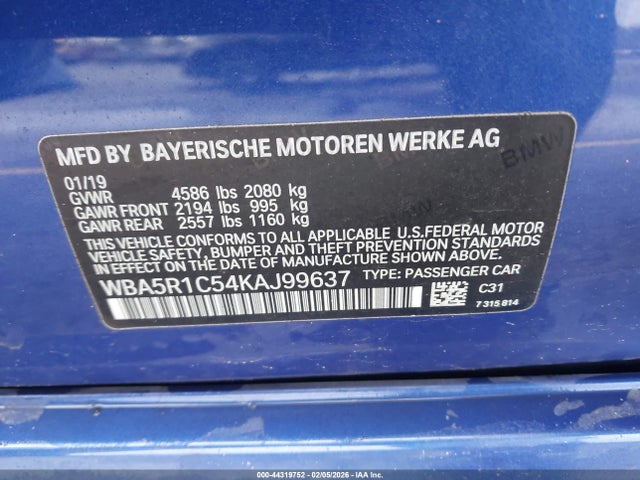 MFD BY BAYERISCHE MOTOREN WERKE AG
01/19
GVWR 4586 lbs 2080 kg
GAWR FRONT 2194 lbs 995 kg
GAWR REAR 2557 lbs 1160 kg
THIS VEHICLE CONFORMS TO ALL APPLICABLE U.S.FEDERAL MOTOR
VEHICLE SAFETY, BUMPER, AND THEFT PREVENTION STANDARDS
IN EFFECT ON THE DATE OF MANUFACTURE SHOWN ABOVE.
WBA5R1C54KAJ99637 TYPE: PASSENGER CAR
C31
7 315 814
BMW
©© 000-44319752 | 02/05/2026 - IAA Inc. ©©